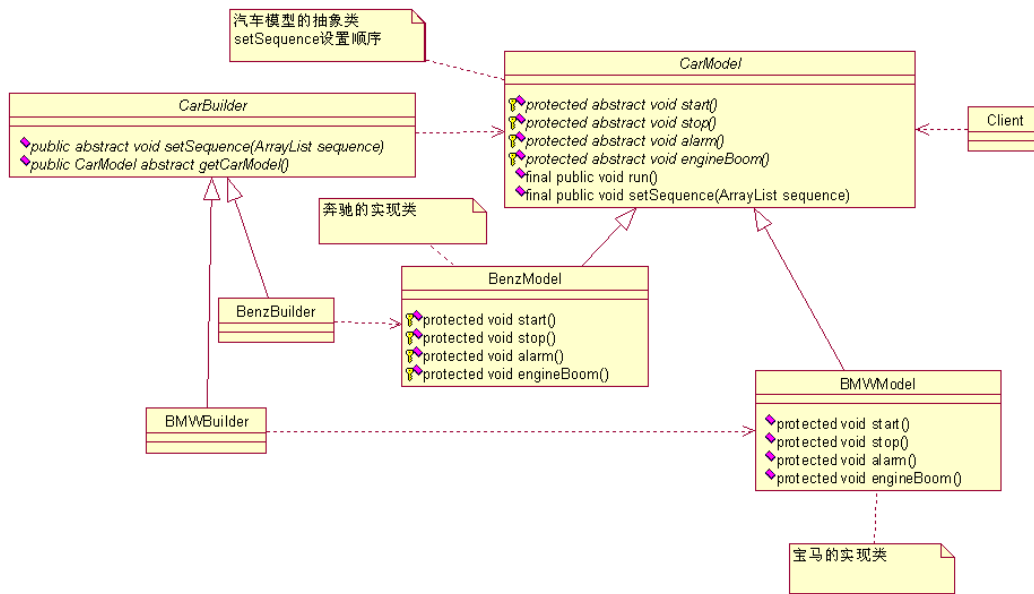 汽车模型的抽象类
setSequence设置顺序
CarModel
protected abstract void start()
protected abstract void stop()
protected abstract void alarm()
protected abstract void engineBoom()
final public void run()
final public void setSequence(ArrayList sequence)
CarBuilder
public abstract void setSequence(ArrayList sequence)
public CarModel abstract getCarModel()
Client
奔驰的实现类
BenzModel
protected void start()
protected void stop()
protected void alarm()
protected void engineBoom()
BenzBuilder
BMWModel
protected void start()
protected void stop()
protected void alarm()
protected void engineBoom()
BMWBuilder
宝马的实现类